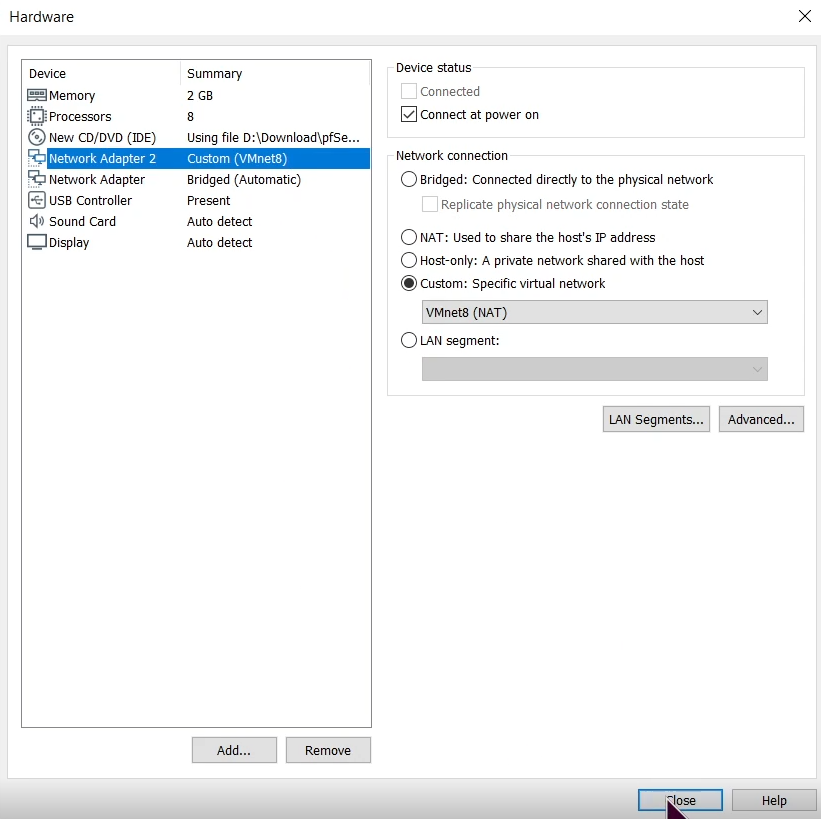 Hardware
Device Summary
Memory 2 GB
Processors 8
New CD/DVD (IDE) Using file D:\Download\pfSe...
Network Adapter 2 Custom (VMnet8)
Network Adapter Bridged (Automatic)
USB Controller Present
Sound Card Auto detect
Display Auto detect
Add... Remove
Device status
Connected
Connect at power on
Network connection
Bridged: Connected directly to the physical network
Replicate physical network connection state
NAT: Used to share the host's IP address
Host-only: A private network shared with the host
Custom: Specific virtual network
VMnet8 (NAT)
LAN segment:
LAN Segments... Advanced...
Close Help